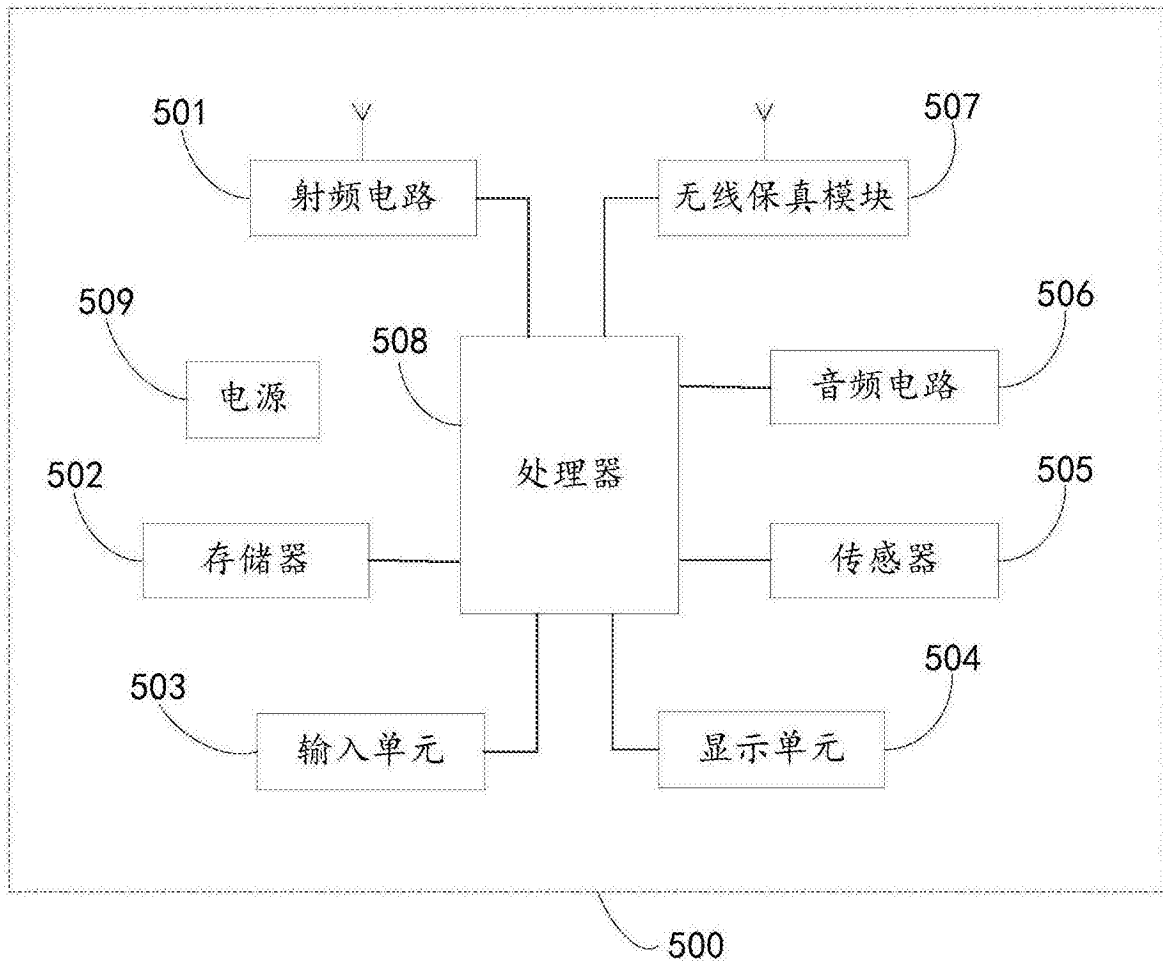 501
射频电路
507
无线保真模块
509
电源
508
处理器
506
音频电路
502
存储器
505
传感器
503
输入单元
504
显示单元
500